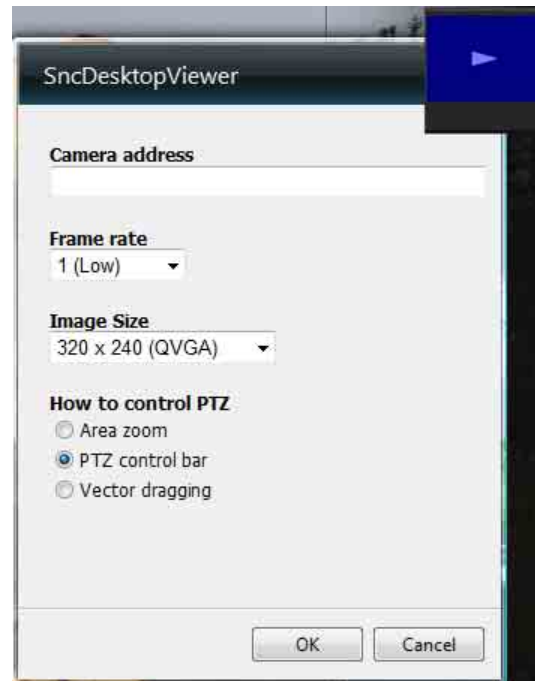 SncDesktopViewer
Camera address
Frame rate
1 (Low)
Image Size
320 x 240 (QVGA)
How to control PTZ
Area zoom
PTZ control bar
Vector dragging
OK
Cancel